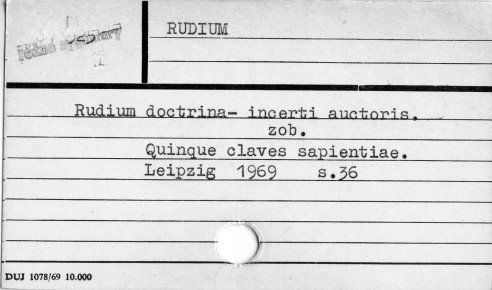 RUDIUM
Rudium doctrina- incerti auctoris.
zob.
Quinque claves sapientiae.
Leipzig 1969 s.36
DUJ 1078/69 10.000